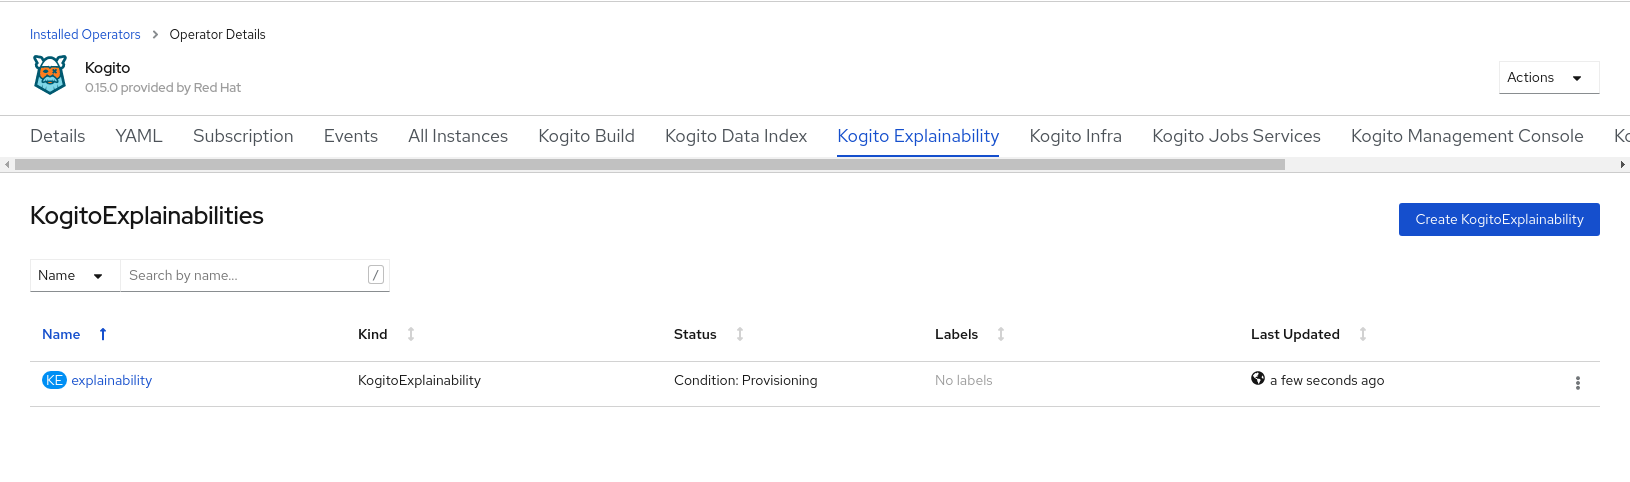 Installed Operators > Operator Details
Kogito
0.15.0 provided by Red Hat
Actions
Details YAML Subscription Events All Instances Kogito Build Kogito Data Index Kogito Explainability Kogito Infra Kogito Jobs Services Kogito Management Console Ko
KogitoExplainabilities
Create KogitoExplainability
Name Search by name... /
Name Kind Status Labels Last Updated
KE explainability KogitoExplainability Condition: Provisioning No labels a few seconds ago